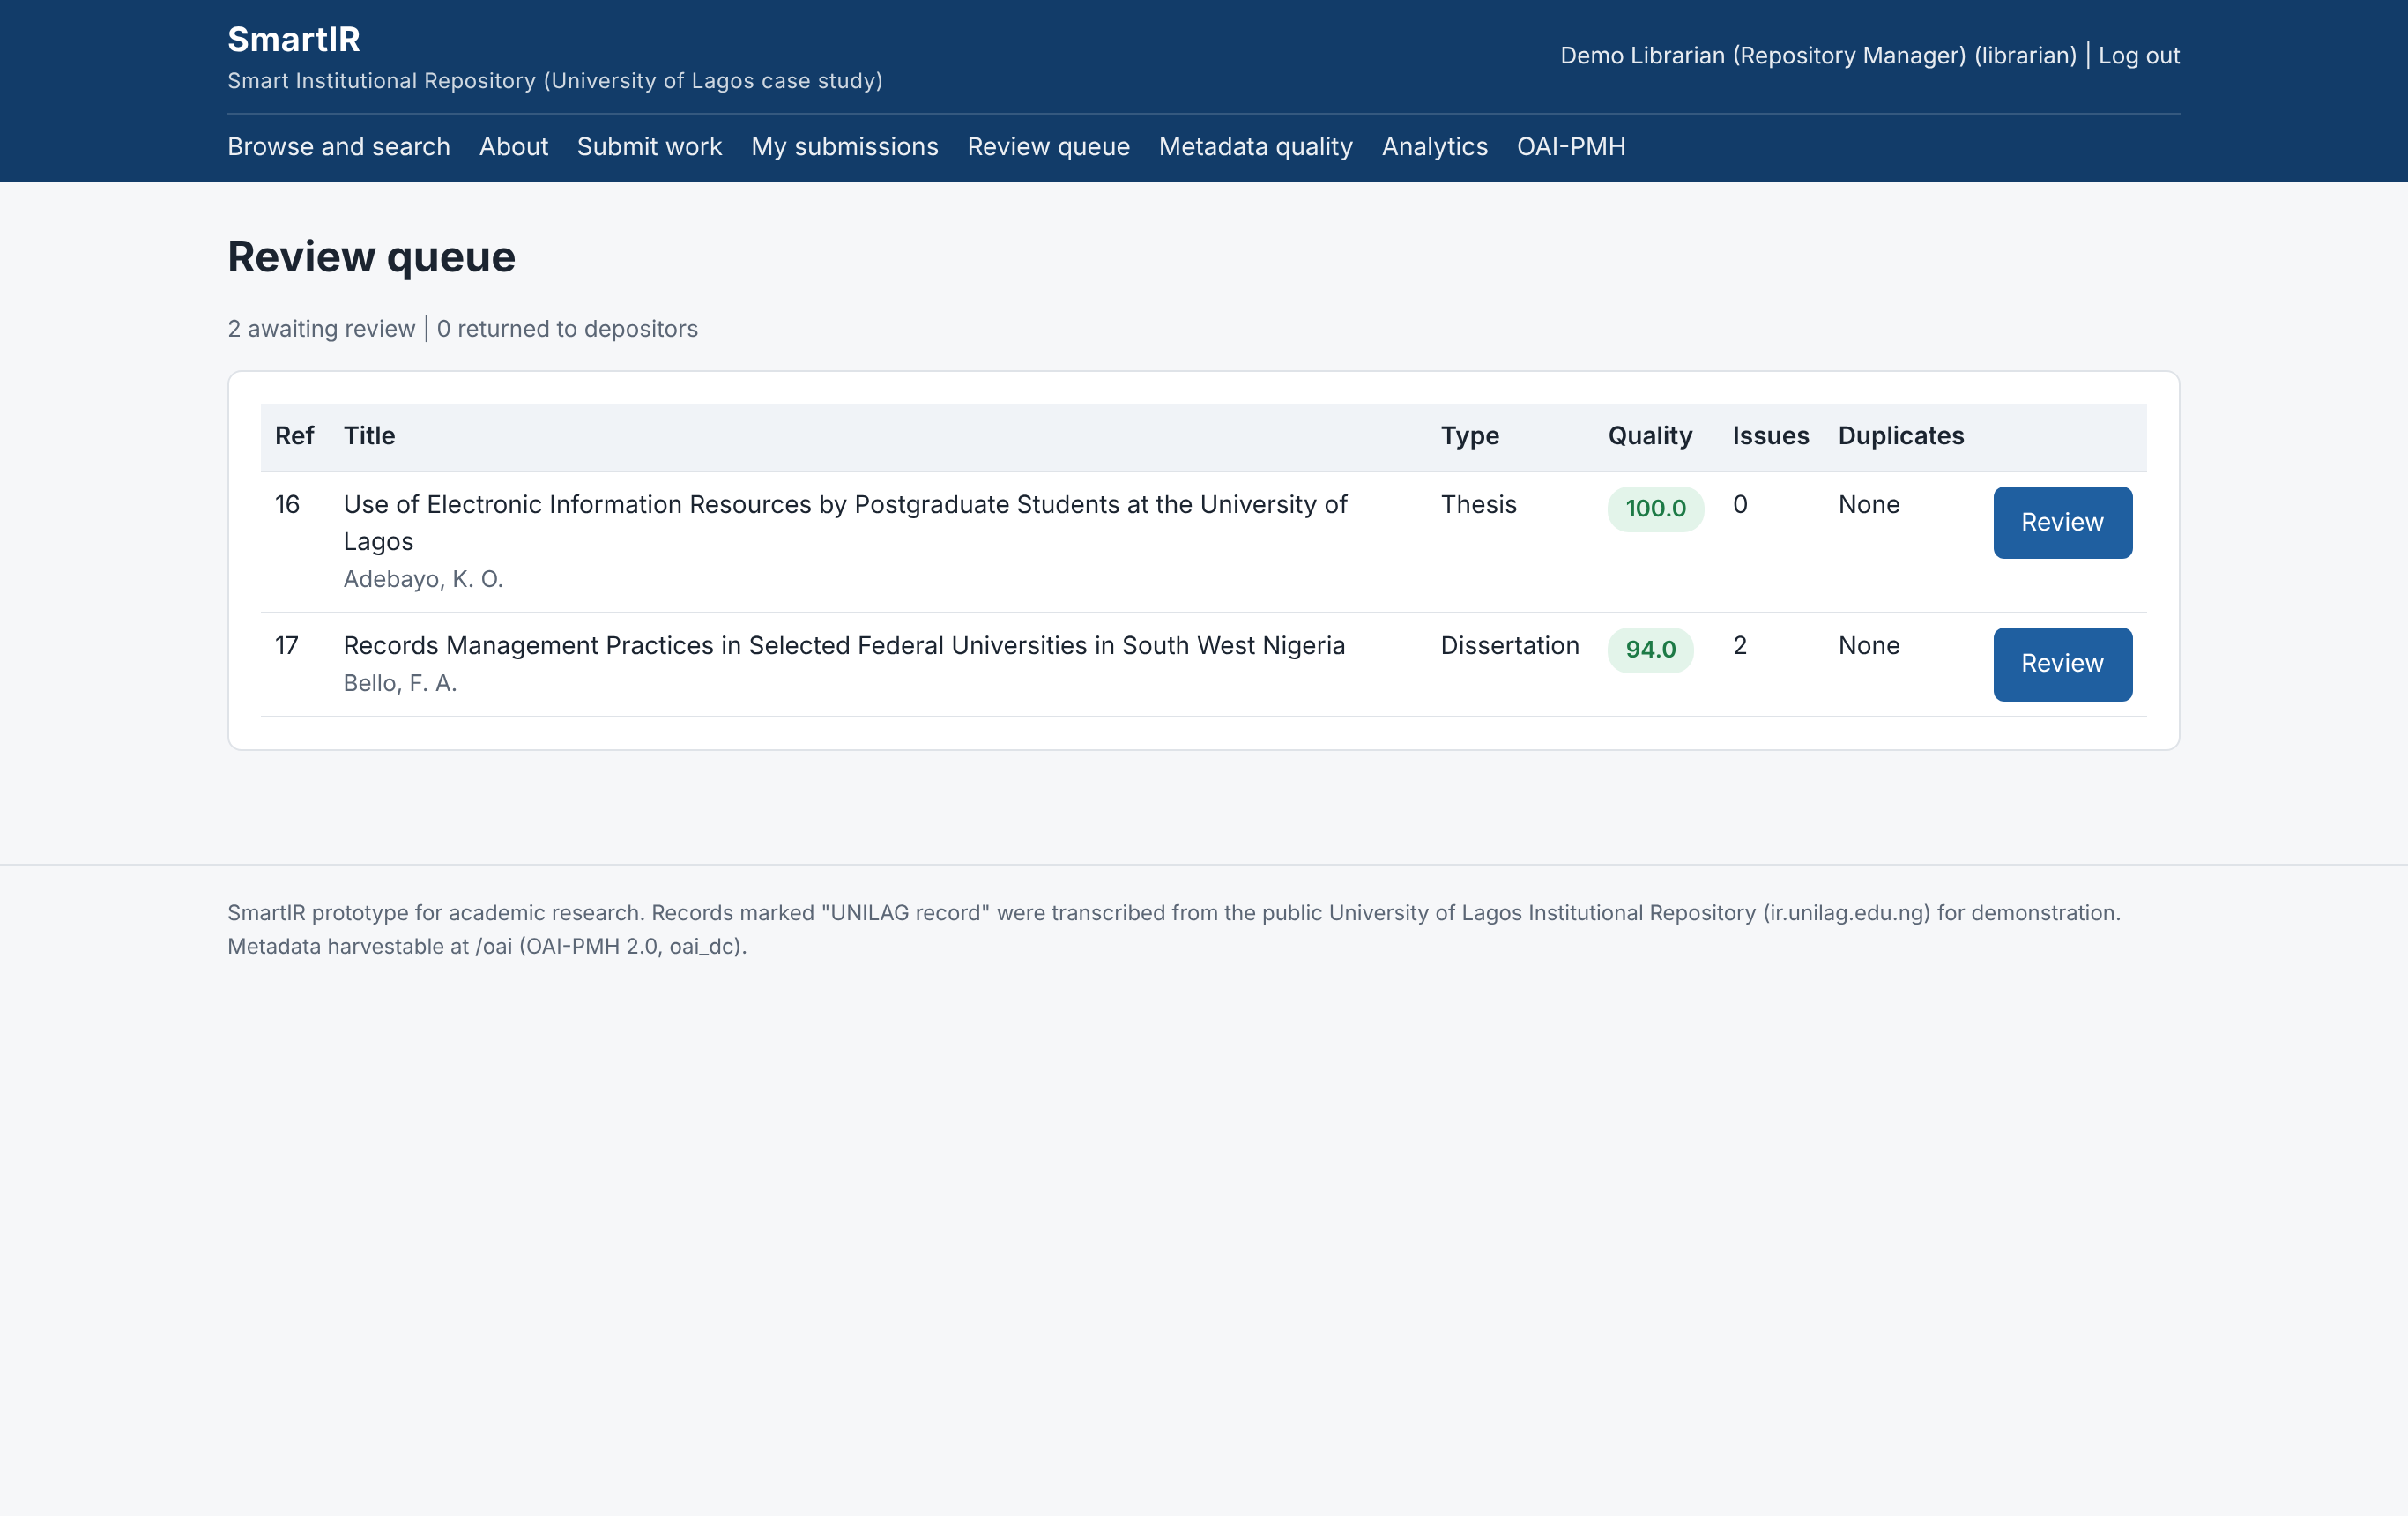 SmartIR
Smart Institutional Repository (University of Lagos case study)
Demo Librarian (Repository Manager) (librarian) | Log out
Browse and search About Submit work My submissions Review queue Metadata quality Analytics OAI-PMH
Review queue
2 awaiting review | 0 returned to depositors
Ref Title Type Quality Issues Duplicates
16 Use of Electronic Information Resources by Postgraduate Students at the University of Thesis 100.0 0 None Review
Lagos
Adebayo, K. O.
17 Records Management Practices in Selected Federal Universities in South West Nigeria Dissertation 94.0 2 None Review
Bello, F. A.
SmartIR prototype for academic research. Records marked "UNILAG record" were transcribed from the public University of Lagos Institutional Repository (ir.unilag.edu.ng) for demonstration.
Metadata harvestable at /oai (OAI-PMH 2.0, oai_dc).